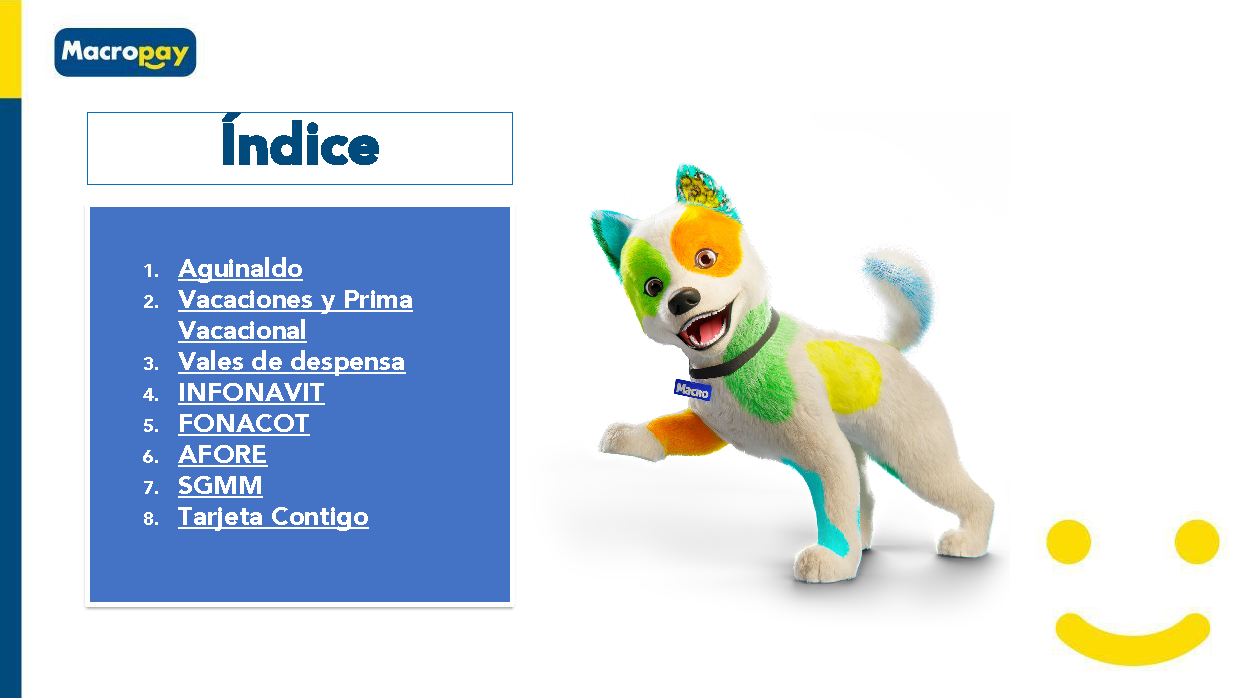 Macropay
Índice
1. Aguinaldo
2. Vacaciones y Prima
Vacacional
3. Vales de despensa
4. INFONAVIT
5. FONACOT
6. AFORE
7. SGMM
8. Tarjeta Contigo
Macro